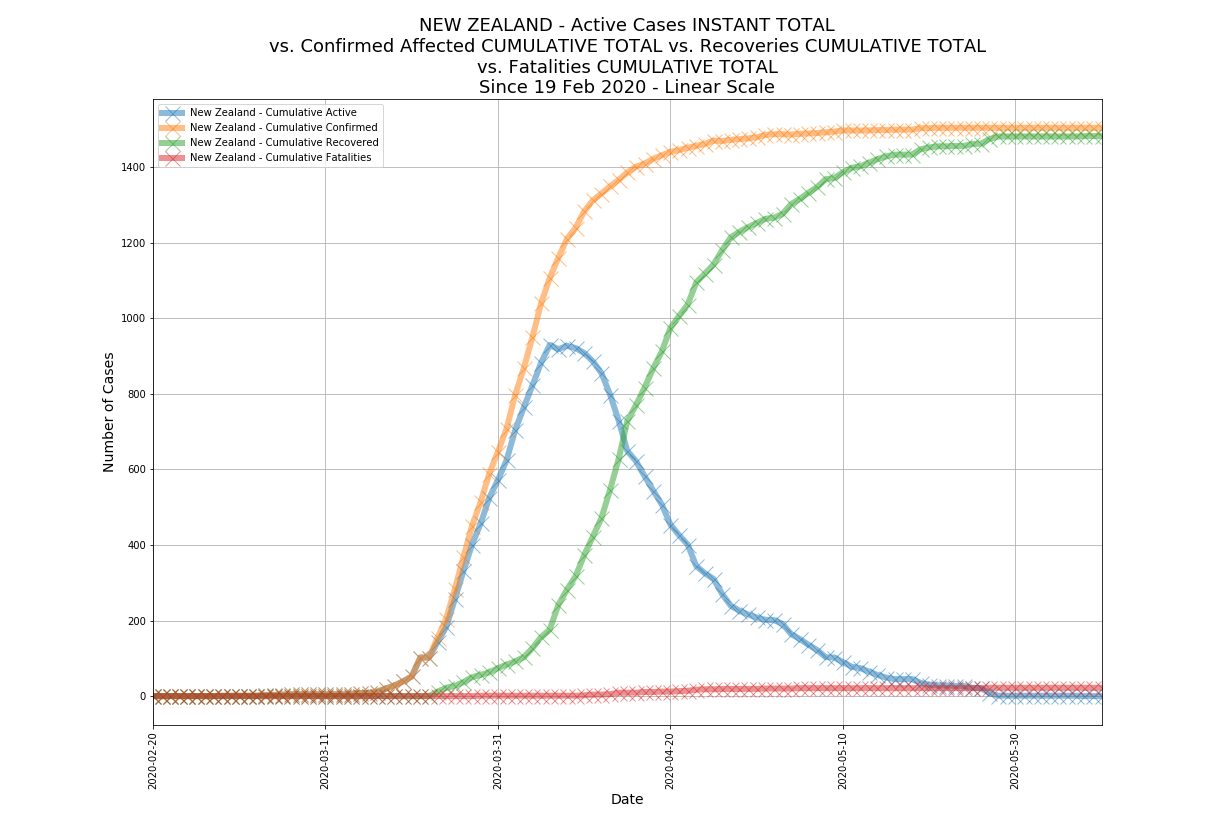 NEW ZEALAND - Active Cases INSTANT TOTAL
vs. Confirmed Affected CUMULATIVE TOTAL vs. Recoveries CUMULATIVE TOTAL
vs. Fatalities CUMULATIVE TOTAL
Since 19 Feb 2020 - Linear Scale
New Zealand - Cumulative Active
New Zealand - Cumulative Confirmed
New Zealand - Cumulative Recovered
New Zealand - Cumulative Fatalities
1400
1200
1000
800
600
400
200
0
Number of Cases
2020-02-20
2020-03-11
2020-03-31
2020-04-20
2020-05-10
2020-05-30
Date